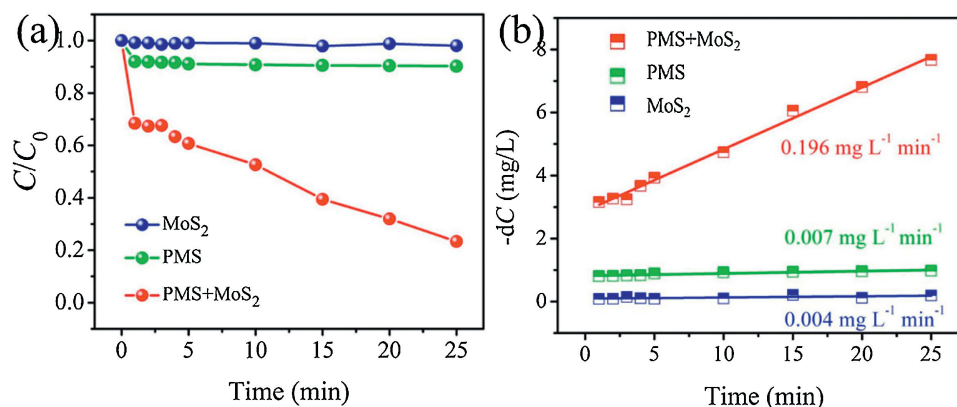 (a)
C/C₀
1.0
0.8
0.6
0.4
0.2
0.0
MoS₂
PMS
PMS+MoS₂
0 5 10 15 20 25
Time (min)
(b)
-dC (mg/L)
8
6
4
2
0
PMS+MoS₂
PMS
MoS₂
0.196 mg L⁻¹ min⁻¹
0.007 mg L⁻¹ min⁻¹
0.004 mg L⁻¹ min⁻¹
0 5 10 15 20 25
Time (min)